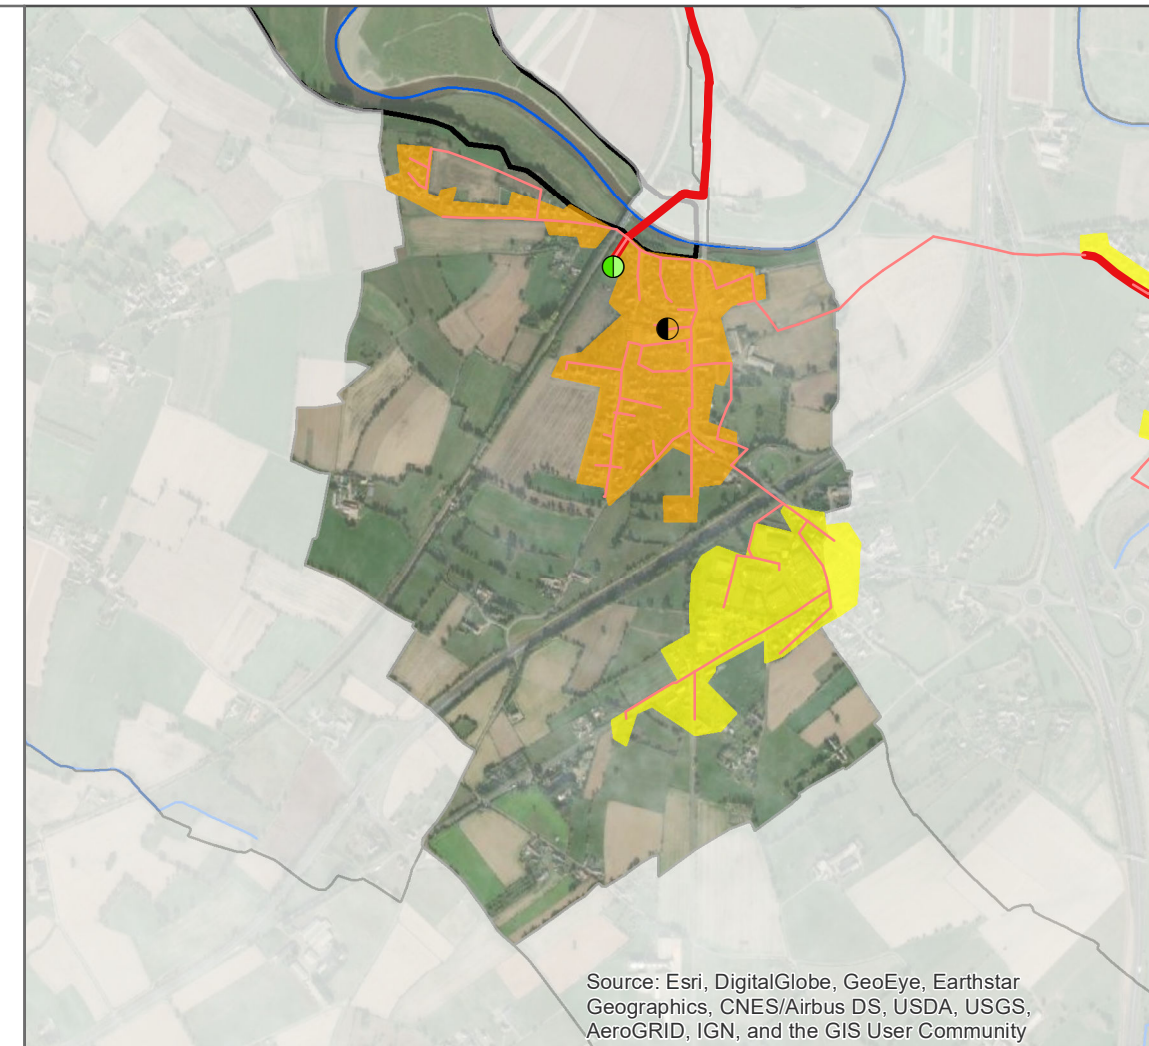 Source: Esri, DigitalGlobe, GeoEye, Earthstar
Geographics, CNES/Airbus DS, USDA, USGS,
AeroGRID, IGN, and the GIS User Community